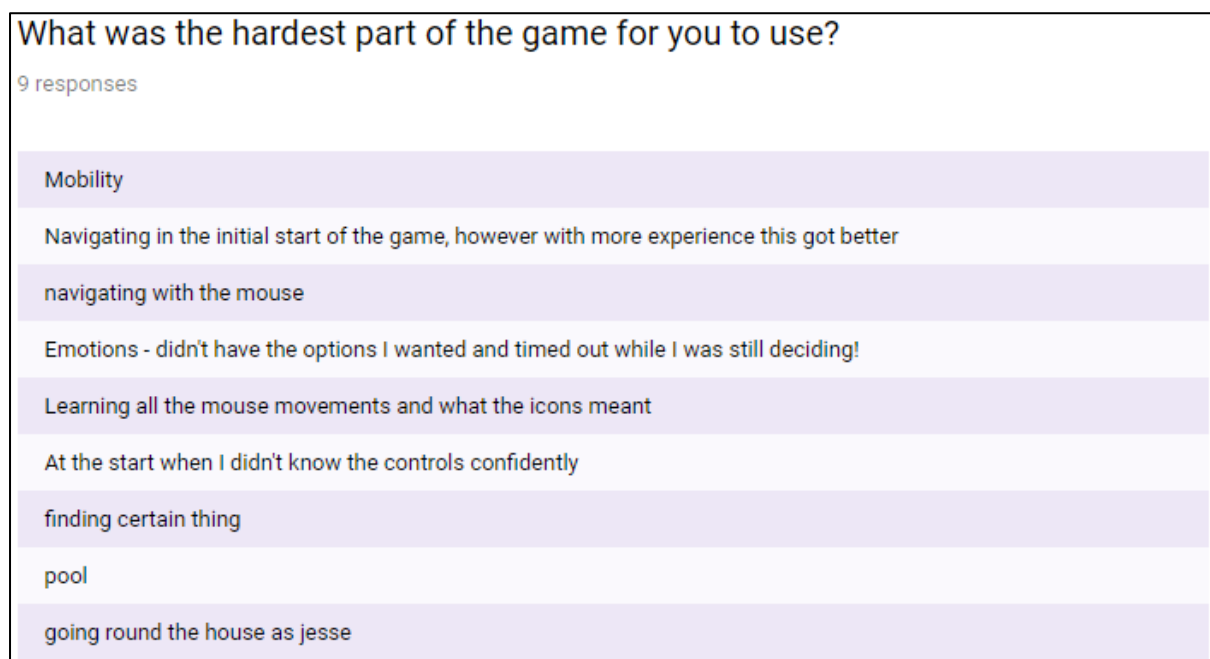 What was the hardest part of the game for you to use?
9 responses
Mobility
Navigating in the initial start of the game, however with more experience this got better
navigating with the mouse
Emotions - didn't have the options I wanted and timed out while I was still deciding!
Learning all the mouse movements and what the icons meant
At the start when I didn't know the controls confidently
finding certain thing
pool
going round the house as jesse